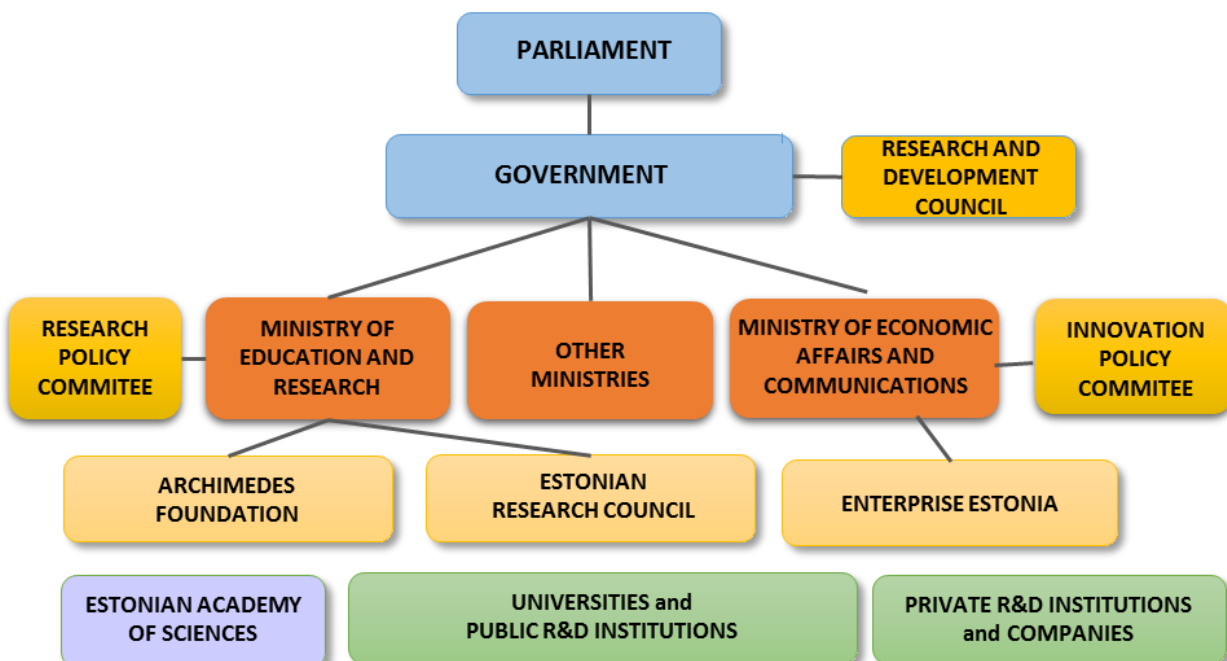 PARLIAMENT
GOVERNMENT
RESEARCH AND
DEVELOPMENT
COUNCIL
RESEARCH
POLICY
COMMITEE
MINISTRY OF
EDUCATION AND
RESEARCH
OTHER
MINISTRIES
MINISTRY OF ECONOMIC
AFFAIRS AND
COMMUNICATIONS
INNOVATION
POLICY
COMMITEE
ARCHIMEDES
FOUNDATION
ESTONIAN
RESEARCH COUNCIL
ENTERPRISE ESTONIA
ESTONIAN ACADEMY
OF SCIENCES
UNIVERSITIES and
PUBLIC R&D INSTITUTIONS
PRIVATE R&D INSTITUTIONS
and COMPANIES